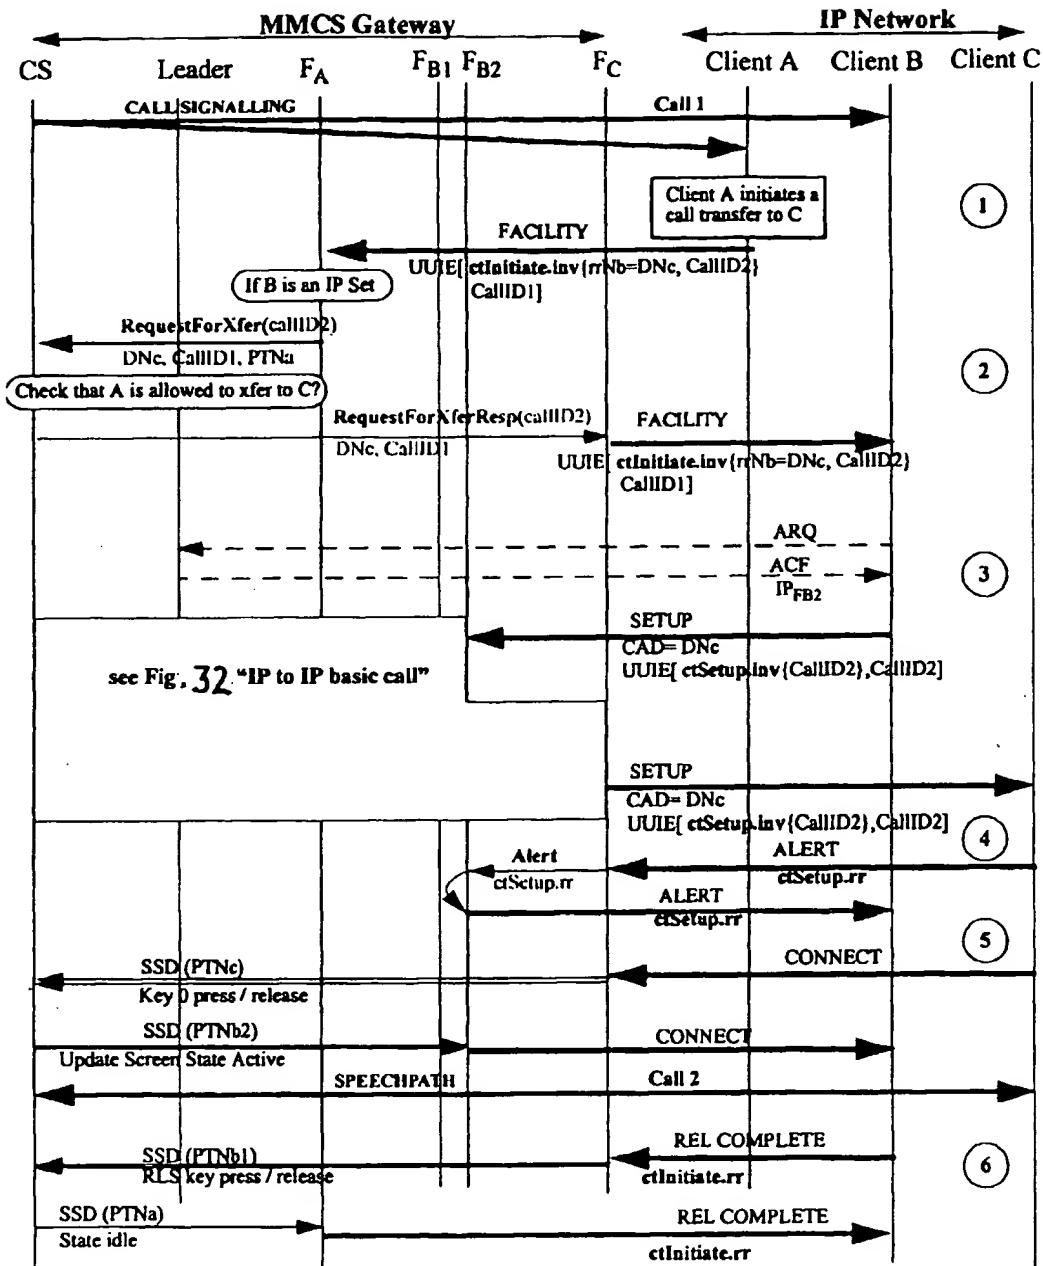 MMCS Gateway
IP Network
CS
Leader
FA
FB1
FB2
FC
Client A
Client B
Client C
CALL SIGNALLING
Call 1
Client A initiates a
call transfer to C
1
FACILITY
UUIE[ ctInitiate.inv{rrNb=DNc, CallID2}
CallID1]
If B is an IP Set
RequestForXfer(callID2)
DNc, CallID1, PTNa
2
Check that A is allowed to xfer to C?
RequestForXferResp(callID2)
DNc, CallID1
FACILITY
UUIE[ ctInitiate.inv{rrNb=DNc, CallID2}
CallID1]
ARQ
ACF
IPFB2
3
SETUP
CAD= DNc
UUIE[ ctSetup.inv{CallID2},CallID2]
see Fig. 32 "IP to IP basic call"
SETUP
CAD= DNc
UUIE[ ctSetup.inv{CallID2},CallID2]
4
Alert
ctSetup.rr
ALERT
ctSetup.rr
ALERT
ctSetup.rr
5
CONNECT
SSD (PTNc)
Key 0 press / release
SSD (PTNb2)
Update Screen State Active
CONNECT
SPEECHPATH
Call 2
REL COMPLETE
ctInitiate.rr
6
SSD (PTNb1)
RLS key press / release
SSD (PTNa)
State idle
REL COMPLETE
ctInitiate.rr